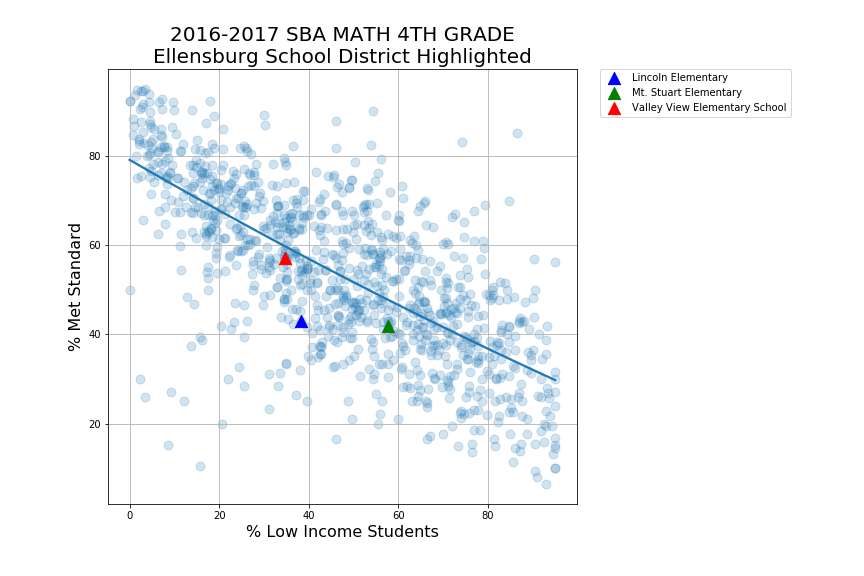 2016-2017 SBA MATH 4TH GRADE
Ellensburg School District Highlighted
Lincoln Elementary
Mt. Stuart Elementary
Valley View Elementary School
% Met Standard
80
60
40
20
0 20 40 60 80
% Low Income Students